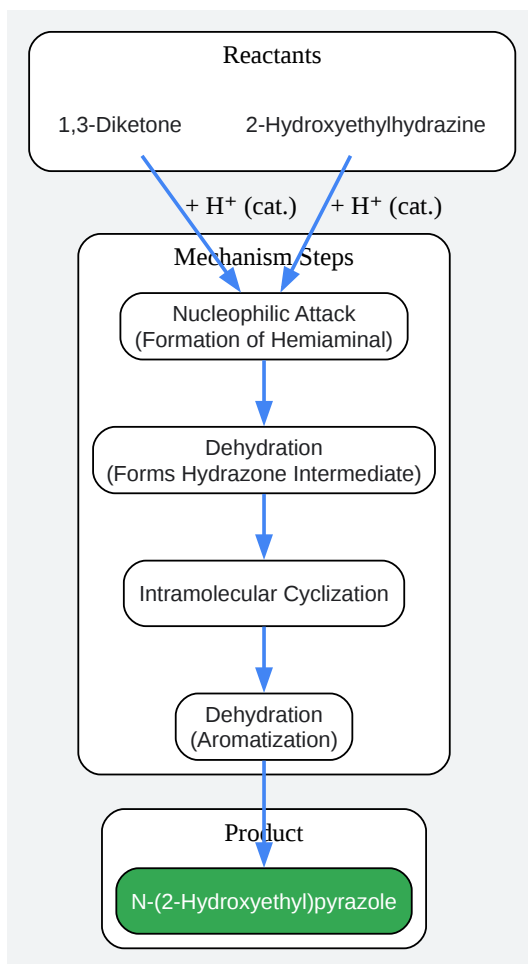 Reactants
1,3-Diketone
2-Hydroxyethylhydrazine
+ H⁺ (cat.)
+ H⁺ (cat.)
Mechanism Steps
Nucleophilic Attack
(Formation of Hemiaminal)
Dehydration
(Forms Hydrazone Intermediate)
Intramolecular Cyclization
Dehydration
(Aromatization)
Product
N-(2-Hydroxyethyl)pyrazole